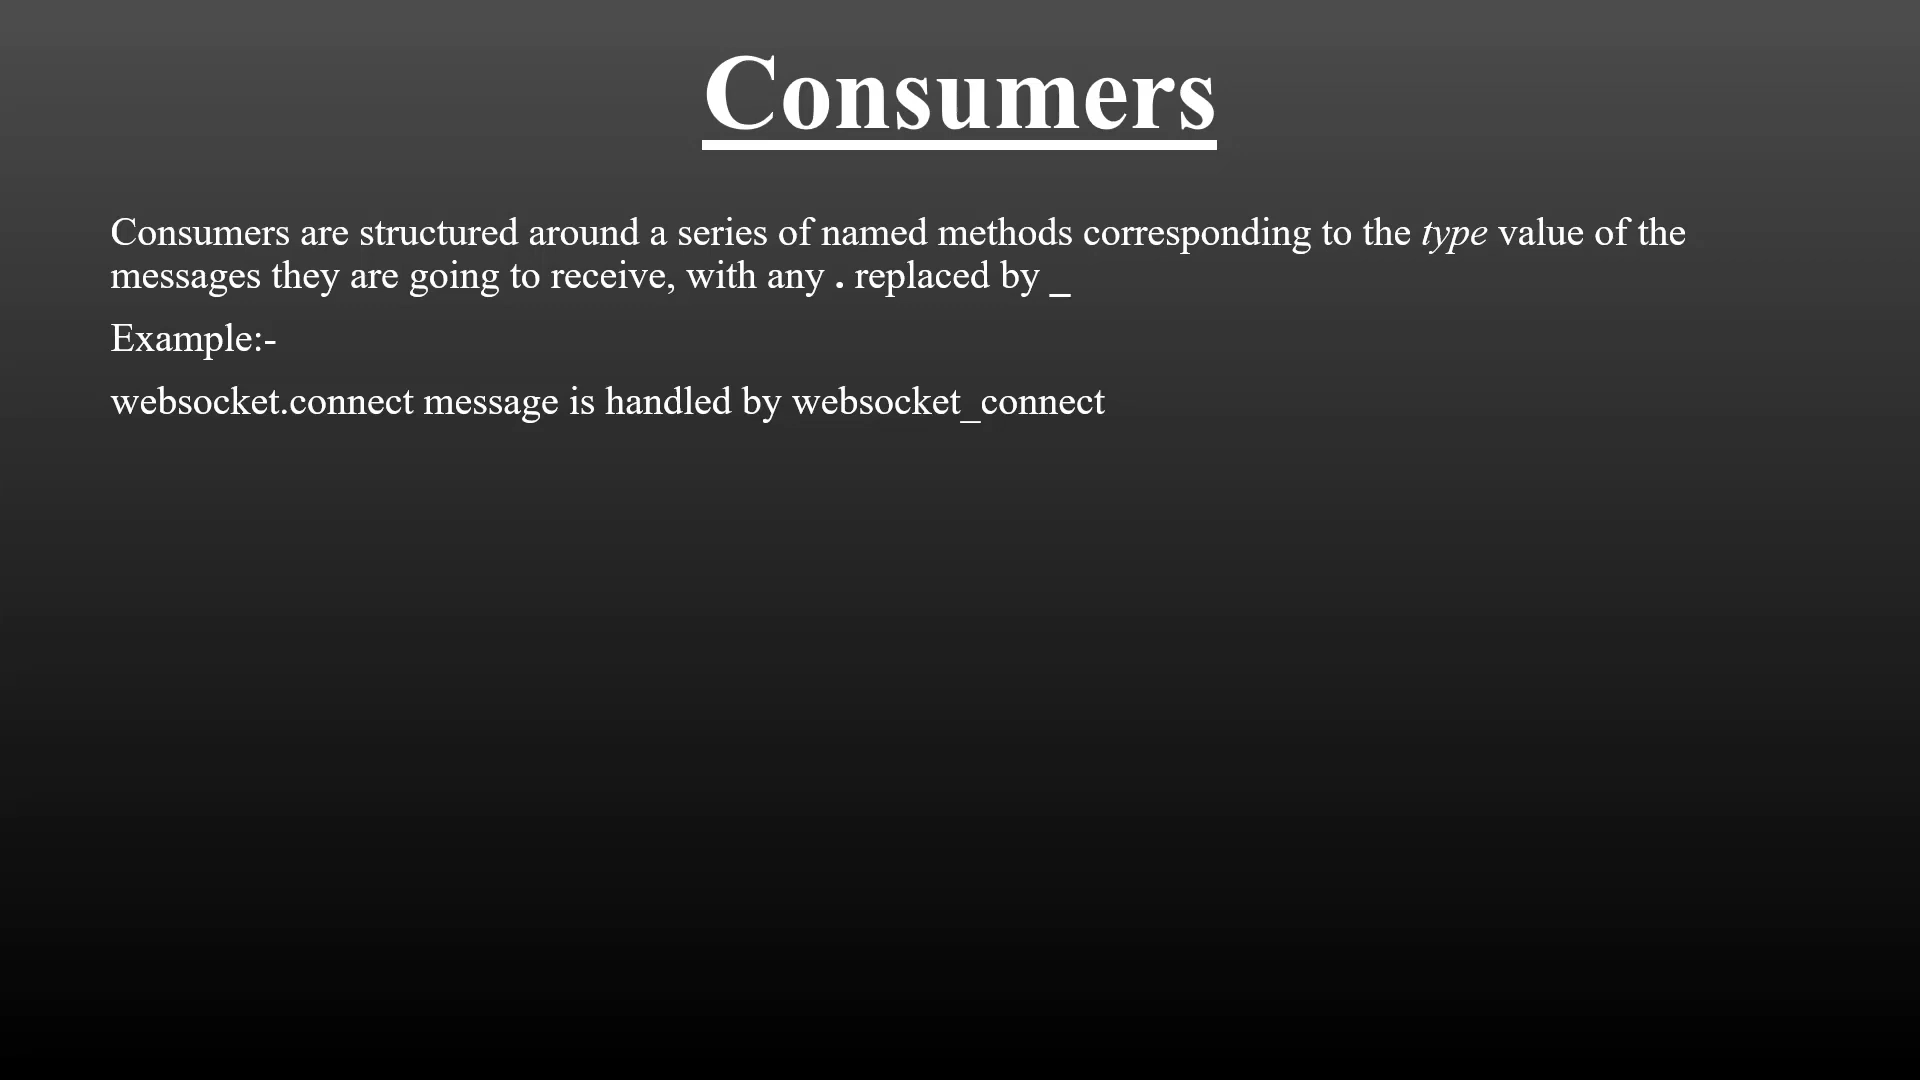 Consumers
Consumers are structured around a series of named methods corresponding to the type value of the
messages they are going to receive, with any . replaced by _
Example:-
websocket.connect message is handled by websocket_connect